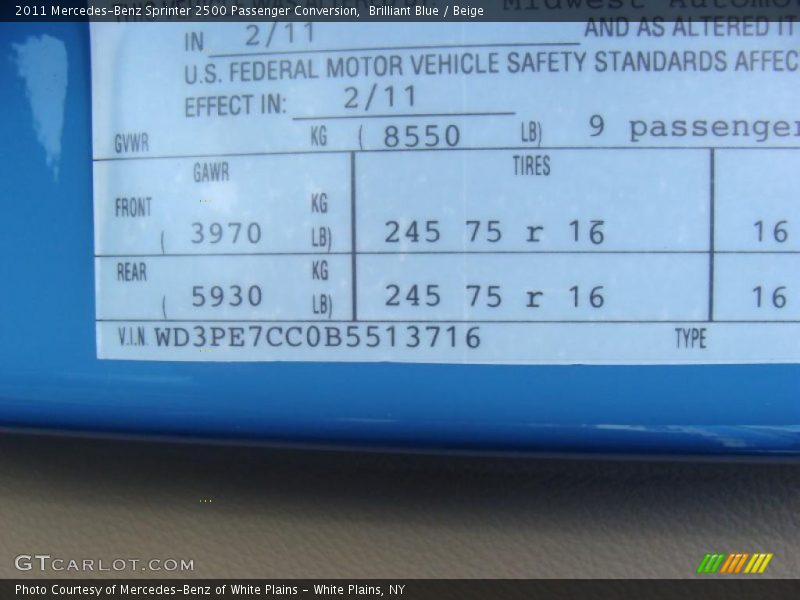 2011 Mercedes-Benz Sprinter 2500 Passenger Conversion, Brilliant Blue / Beige
IN 2/11 AND AS ALTERED IT
U.S. FEDERAL MOTOR VEHICLE SAFETY STANDARDS AFFEC
EFFECT IN: 2/11
GVWR KG ( 8550 LB) 9 passenger
GAWR TIRES
FRONT KG
( 3970 LB) 245 75 r 16 16
REAR KG
( 5930 LB) 245 75 r 16 16
V.I.N. WD3PE7CC0B5513716 TYPE
GTCARLOT.COM
Photo Courtesy of Mercedes-Benz of White Plains - White Plains, NY